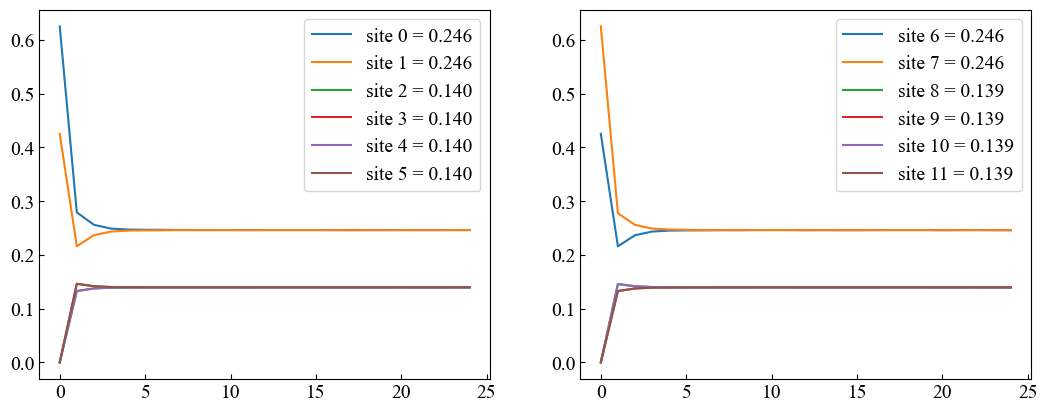 0.6
0.5
0.4
0.3
0.2
0.1
0.0
0 5 10 15 20 25
site 0 = 0.246
site 1 = 0.246
site 2 = 0.140
site 3 = 0.140
site 4 = 0.140
site 5 = 0.140
0.6
0.5
0.4
0.3
0.2
0.1
0.0
0 5 10 15 20 25
site 6 = 0.246
site 7 = 0.246
site 8 = 0.139
site 9 = 0.139
site 10 = 0.139
site 11 = 0.139